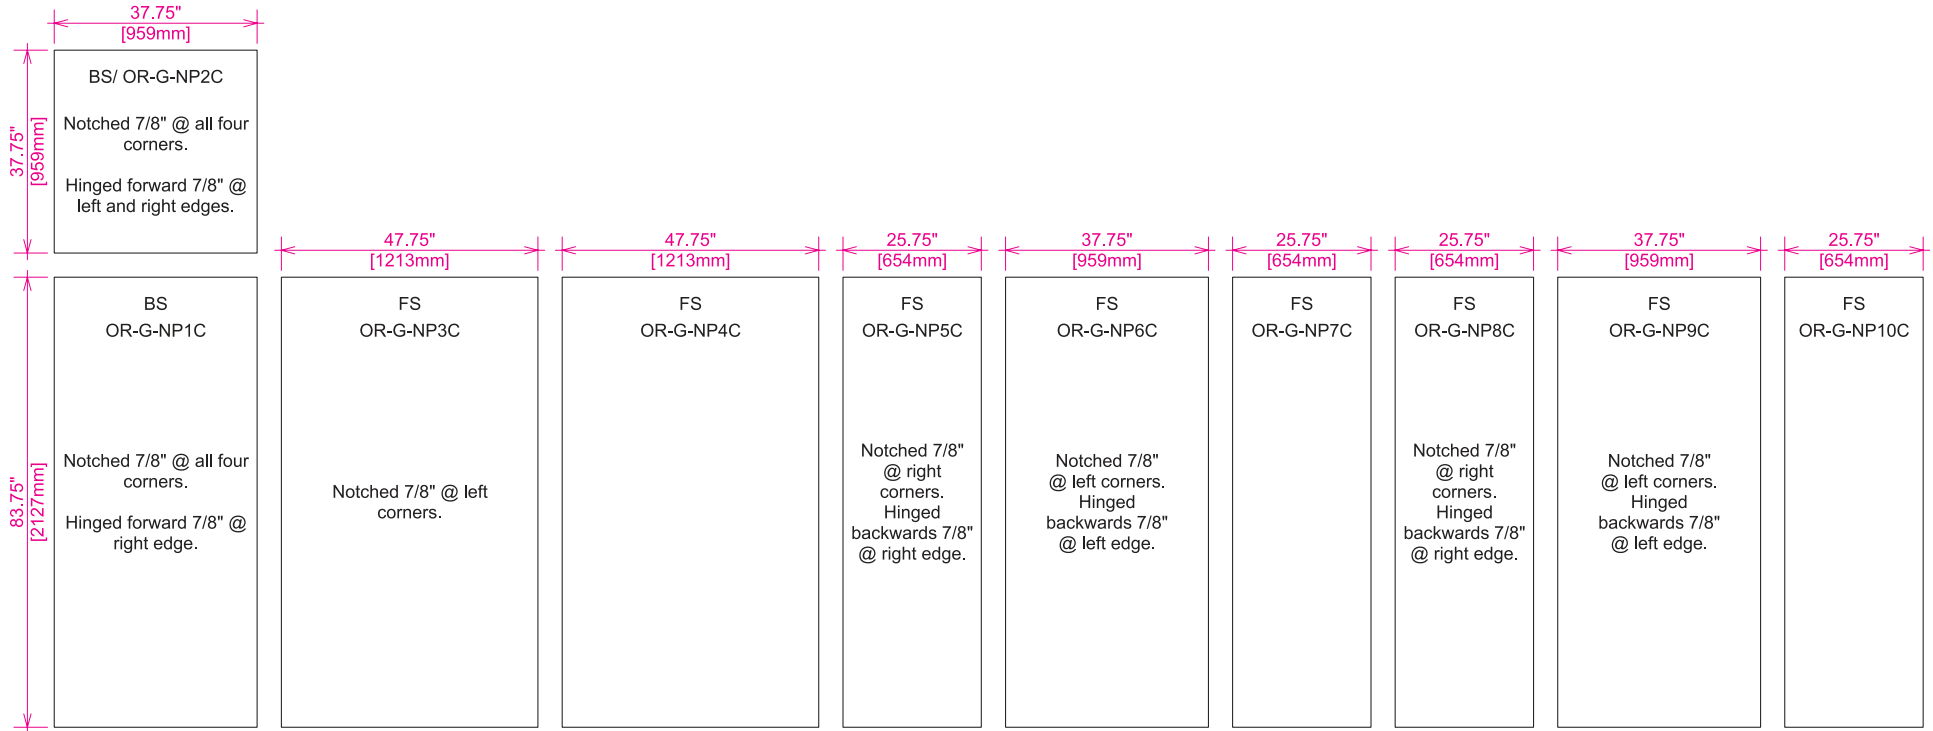 37.75"
[959mm]
37.75"
[959mm]
BS/ OR-G-NP2C
Notched 7/8" @ all four
corners.
Hinged forward 7/8" @
left and right edges.
83.75"
[2127mm]
BS
OR-G-NP1C
Notched 7/8" @ all four
corners.
Hinged forward 7/8" @
right edge.
47.75"
[1213mm]
FS
OR-G-NP3C
Notched 7/8" @ left
corners.
47.75"
[1213mm]
FS
OR-G-NP4C
25.75"
[654mm]
FS
OR-G-NP5C
Notched 7/8"
@ right
corners.
Hinged
backwards 7/8"
@ right edge.
37.75"
[959mm]
FS
OR-G-NP6C
Notched 7/8"
@ left corners.
Hinged
backwards 7/8"
@ left edge.
25.75"
[654mm]
FS
OR-G-NP7C
25.75"
[654mm]
FS
OR-G-NP8C
Notched 7/8"
@ right
corners.
Hinged
backwards 7/8"
@ right edge.
37.75"
[959mm]
FS
OR-G-NP9C
Notched 7/8"
@ left corners.
Hinged
backwards 7/8"
@ left edge.
25.75"
[654mm]
FS
OR-G-NP10C